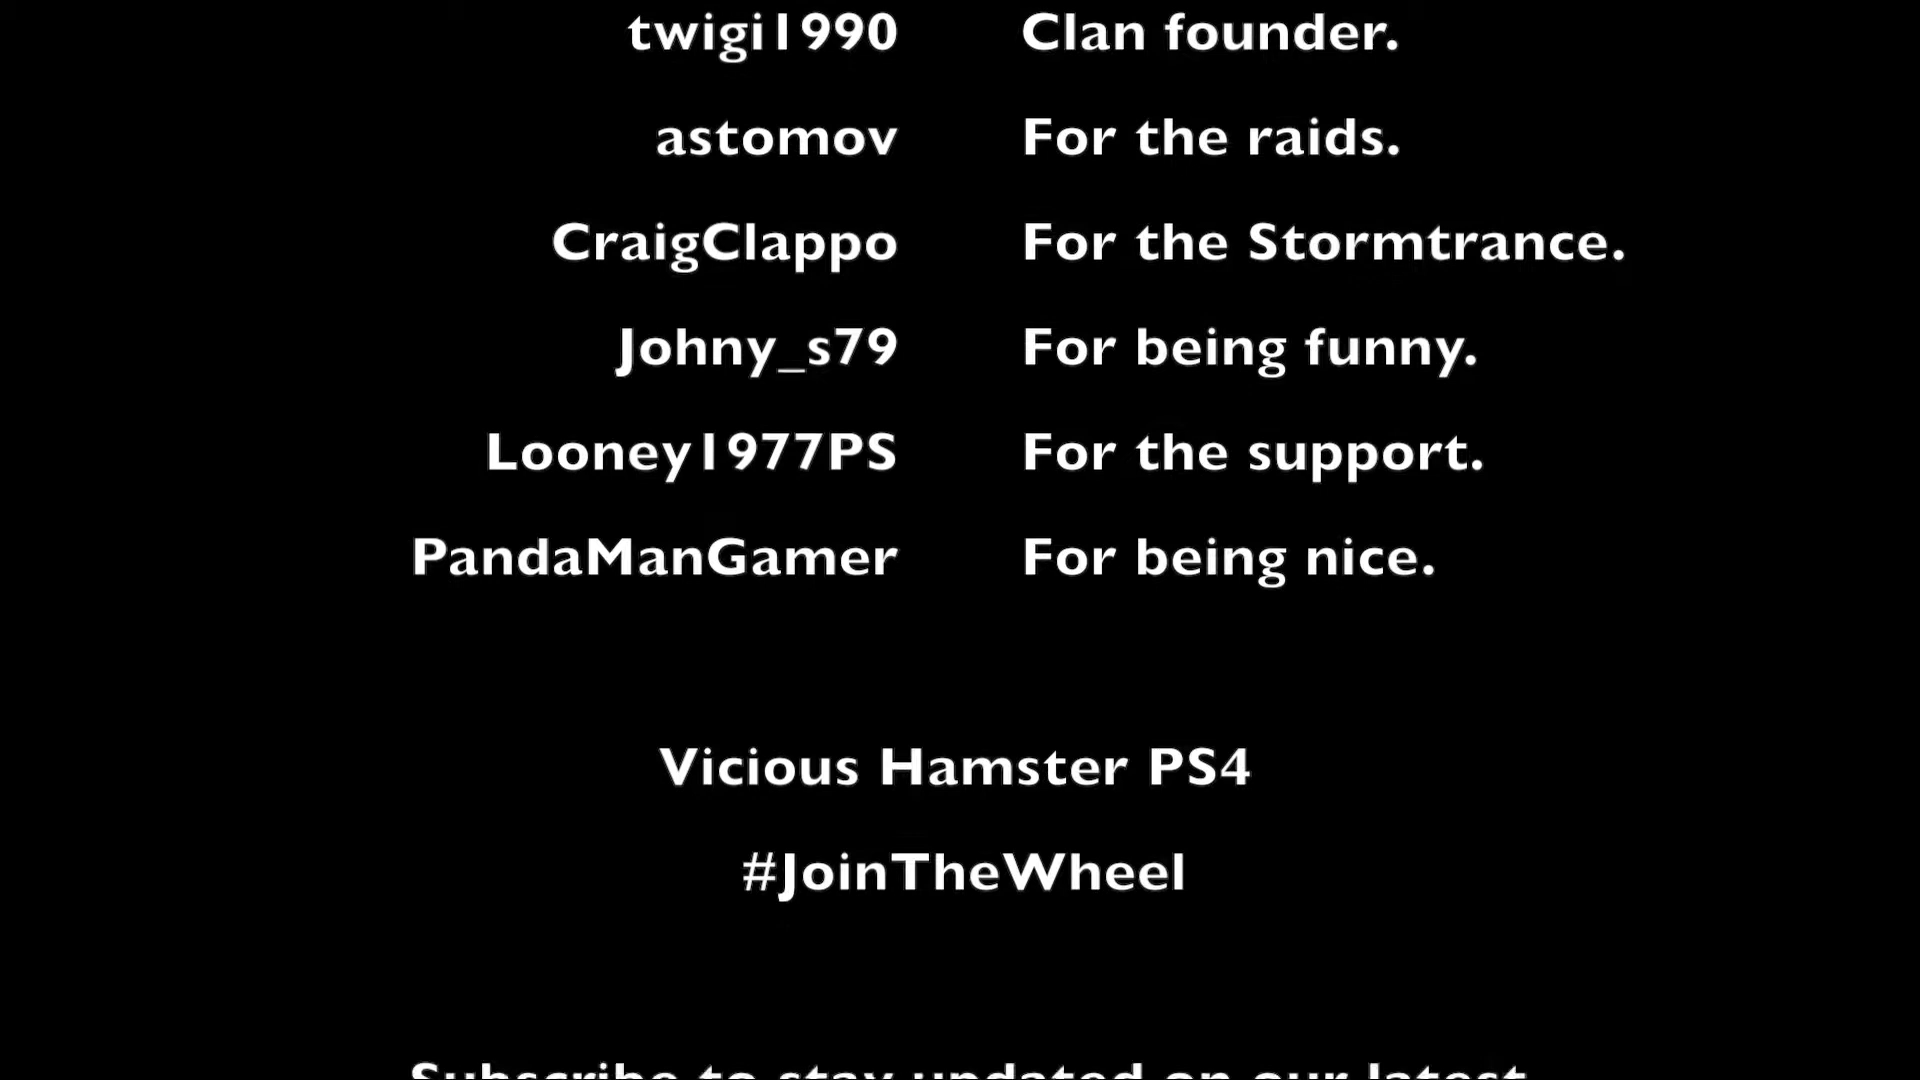 twigi1990 Clan founder.
astomov For the raids.
CraigClappo For the Stormtrance.
Johny_s79 For being funny.
Looney1977PS For the support.
PandaManGamer For being nice.
Vicious Hamster PS4
#JoinTheWheel
Subscribe to stay updated on our latest